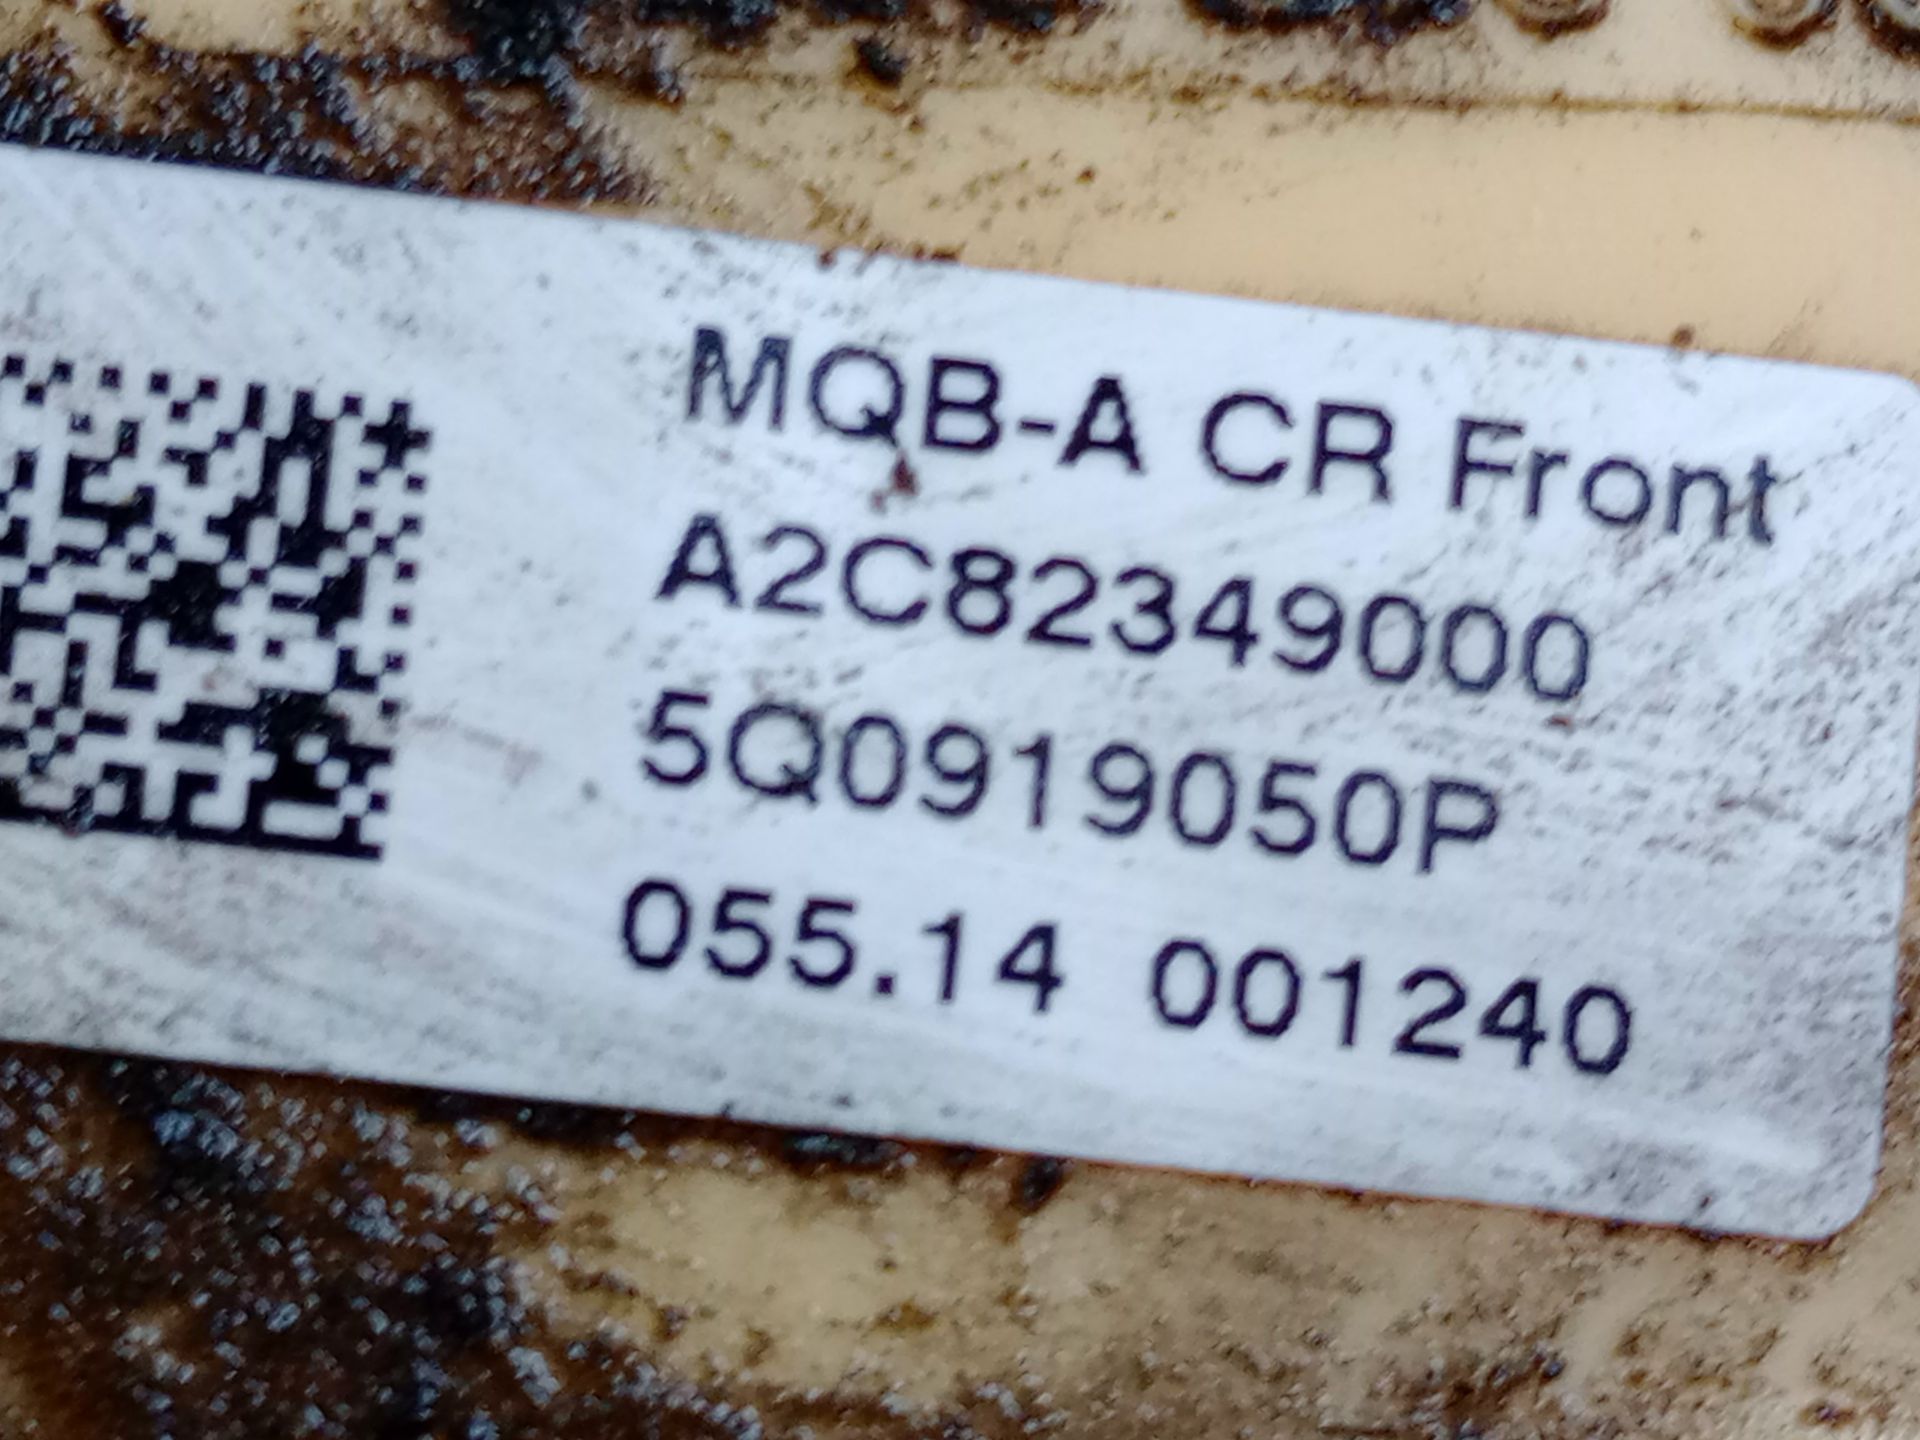 MQB-A CR Front
A2C82349000
5Q0919050P
055.14 001240